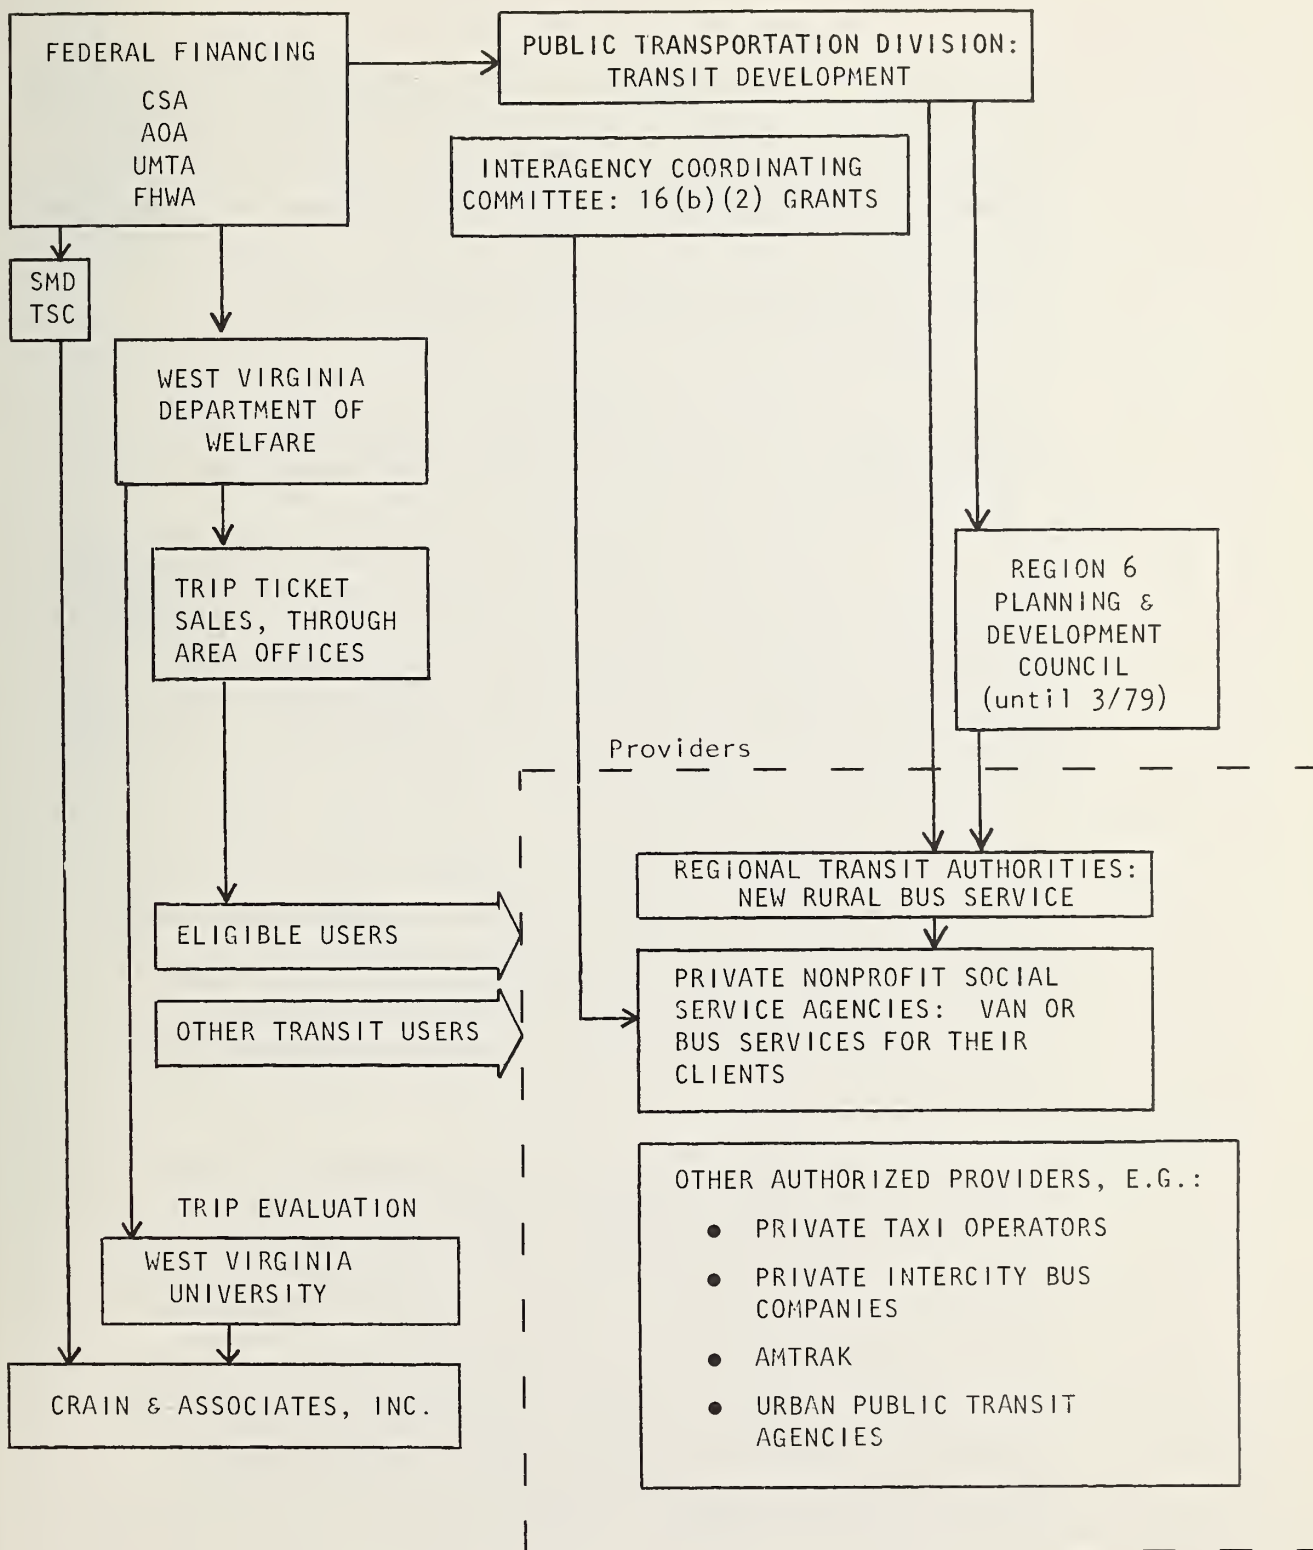 FEDERAL FINANCING
CSA
AOA
UMTA
FHWA
PUBLIC TRANSPORTATION DIVISION:
TRANSIT DEVELOPMENT
INTERAGENCY COORDINATING
COMMITTEE: 16(b)(2) GRANTS
SMD
TSC
WEST VIRGINIA
DEPARTMENT OF
WELFARE
TRIP TICKET
SALES, THROUGH
AREA OFFICES
REGION 6
PLANNING &
DEVELOPMENT
COUNCIL
(until 3/79)
Providers
REGIONAL TRANSIT AUTHORITIES:
NEW RURAL BUS SERVICE
ELIGIBLE USERS
OTHER TRANSIT USERS
PRIVATE NONPROFIT SOCIAL
SERVICE AGENCIES: VAN OR
BUS SERVICES FOR THEIR
CLIENTS
TRIP EVALUATION
WEST VIRGINIA
UNIVERSITY
CRAIN & ASSOCIATES, INC.
OTHER AUTHORIZED PROVIDERS, E.G.:
● PRIVATE TAXI OPERATORS
● PRIVATE INTERCITY BUS
COMPANIES
● AMTRAK
● URBAN PUBLIC TRANSIT
AGENCIES